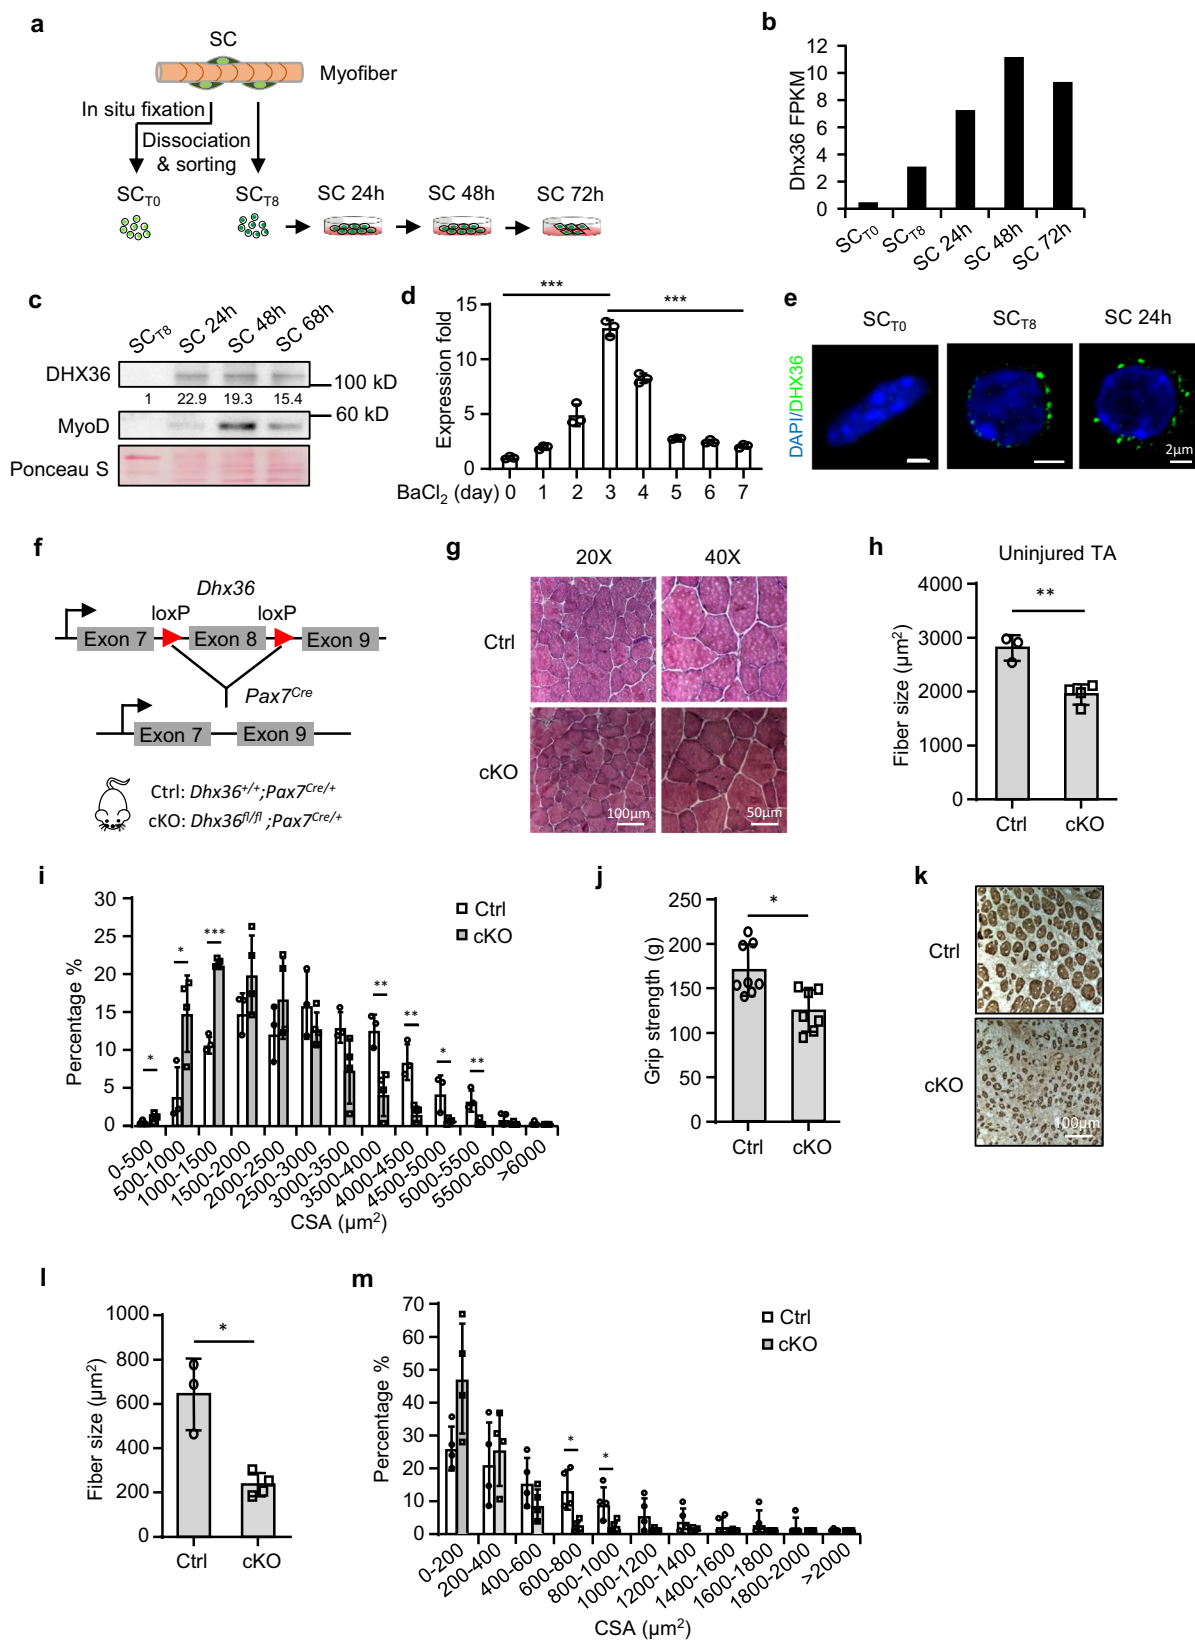 a
SC
Myofiber
In situ fixation
Dissociation
& sorting
SCT0
SCT8
SC 24h
SC 48h
SC 72h
b
Dhx36 FPKM
12
10
8
6
4
2
0
SCT0
SCT8
SC 24h
SC 48h
SC 72h
c
SCT8
SC 24h
SC 48h
SC 68h
DHX36
100 kD
1 22.9 19.3 15.4
60 kD
MyoD
Ponceau S
d
Expression fold
15
10
5
0
***
***
BaCl2 (day) 0 1 2 3 4 5 6 7
e
SCT0
SCT8
SC 24h
DAPI/DHX36
2µm
f
Dhx36
loxP
loxP
Exon 7
Exon 8
Exon 9
Pax7Cre
Exon 7
Exon 9
Ctrl: Dhx36+/+;Pax7Cre/+
cKO: Dhx36fl/fl ;Pax7Cre/+
g
20X
40X
Ctrl
cKO
100µm
50µm
h
Uninjured TA
Fiber size (µm2)
4000
3000
2000
1000
0
**
Ctrl
cKO
i
Percentage %
30
25
20
15
10
5
0
Ctrl
cKO
*
*
***
**
**
*
**
0-500
500-1000
1000-1500
1500-2000
2000-2500
2500-3000
3000-3500
3500-4000
4000-4500
4500-5000
5000-5500
5500-6000
>6000
CSA (µm2)
j
Grip strength (g)
250
200
150
100
50
0
*
Ctrl
cKO
k
Ctrl
cKO
100µm
l
Fiber size (µm2)
1000
800
600
400
200
0
*
Ctrl
cKO
m
Percentage %
70
60
50
40
30
20
10
0
Ctrl
cKO
*
*
0-200
200-400
400-600
600-800
800-1000
1000-1200
1200-1400
1400-1600
1600-1800
1800-2000
>2000
CSA (µm2)